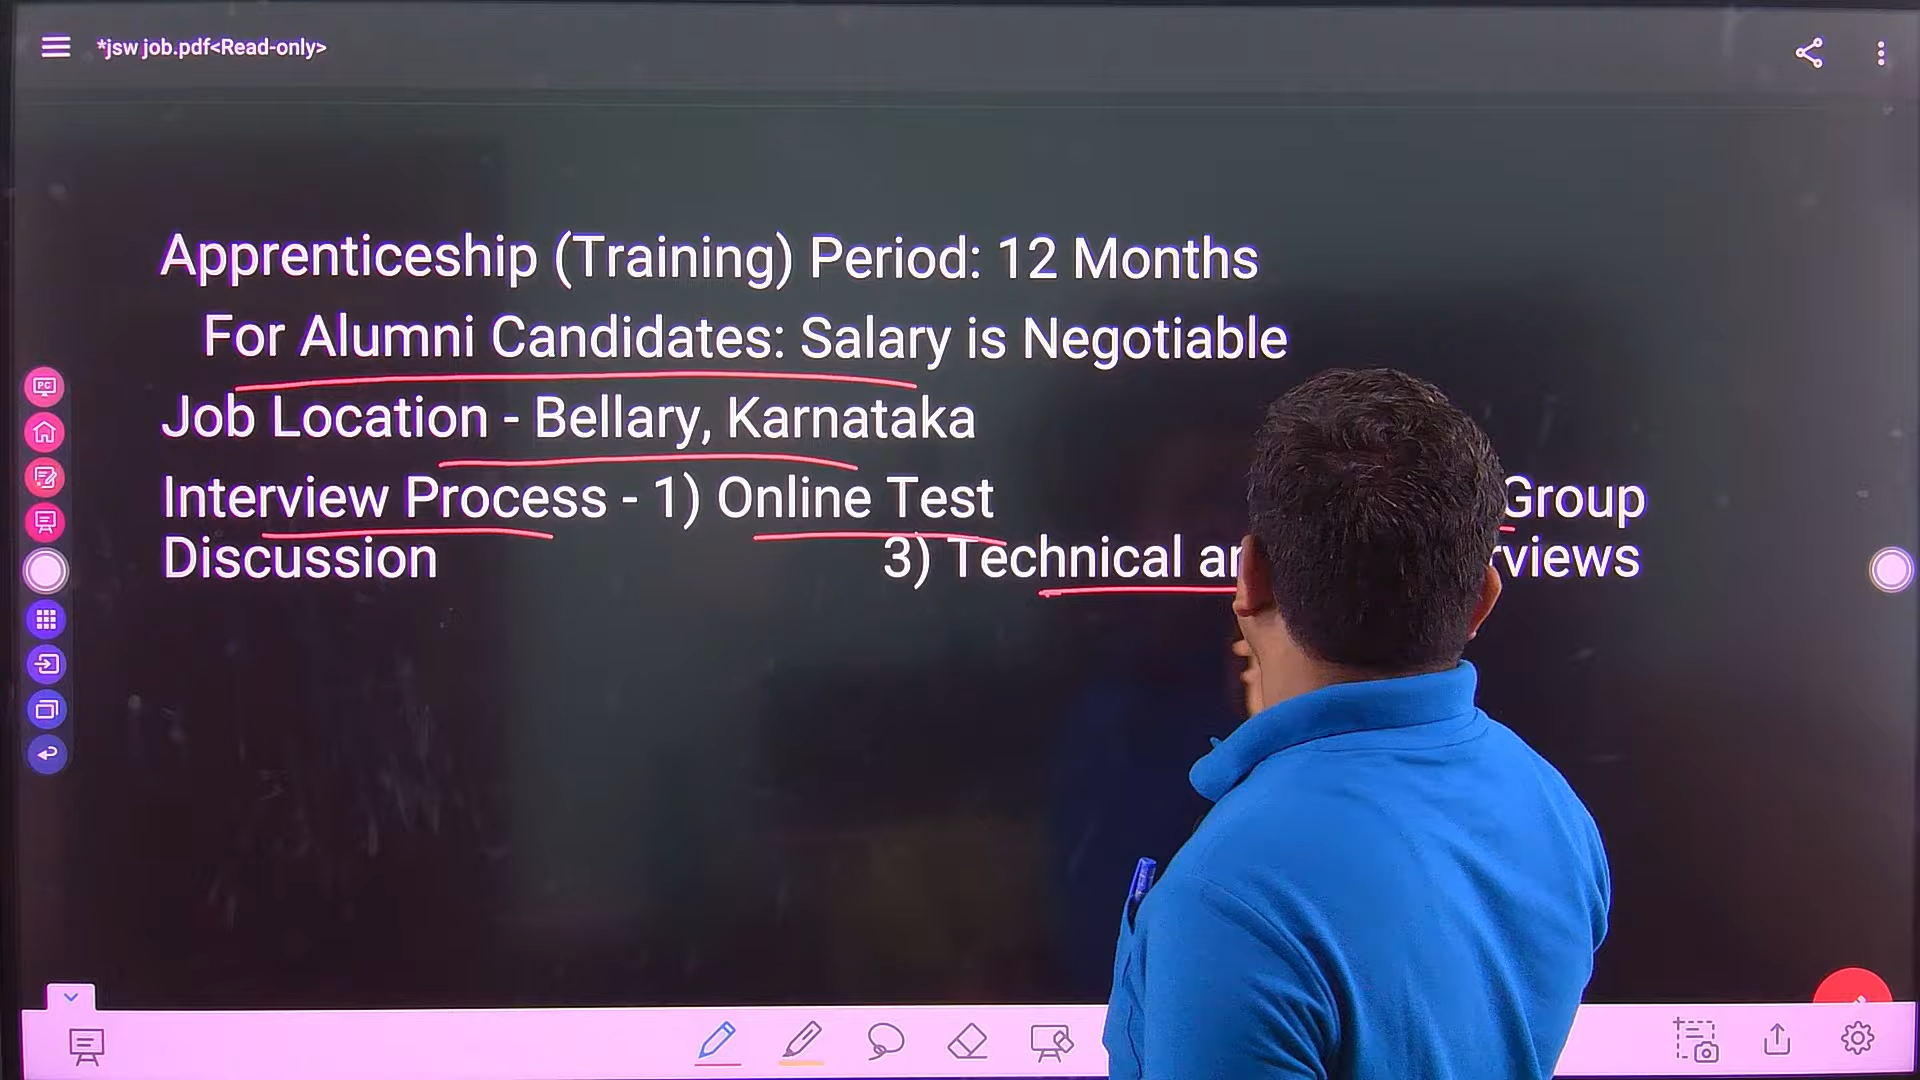 *jsw job.pdf<Read-only>
Apprenticeship (Training) Period: 12 Months
For Alumni Candidates: Salary is Negotiable
Job Location - Bellary, Karnataka
Interview Process - 1) Online Test Group
Discussion 3) Technical
PC